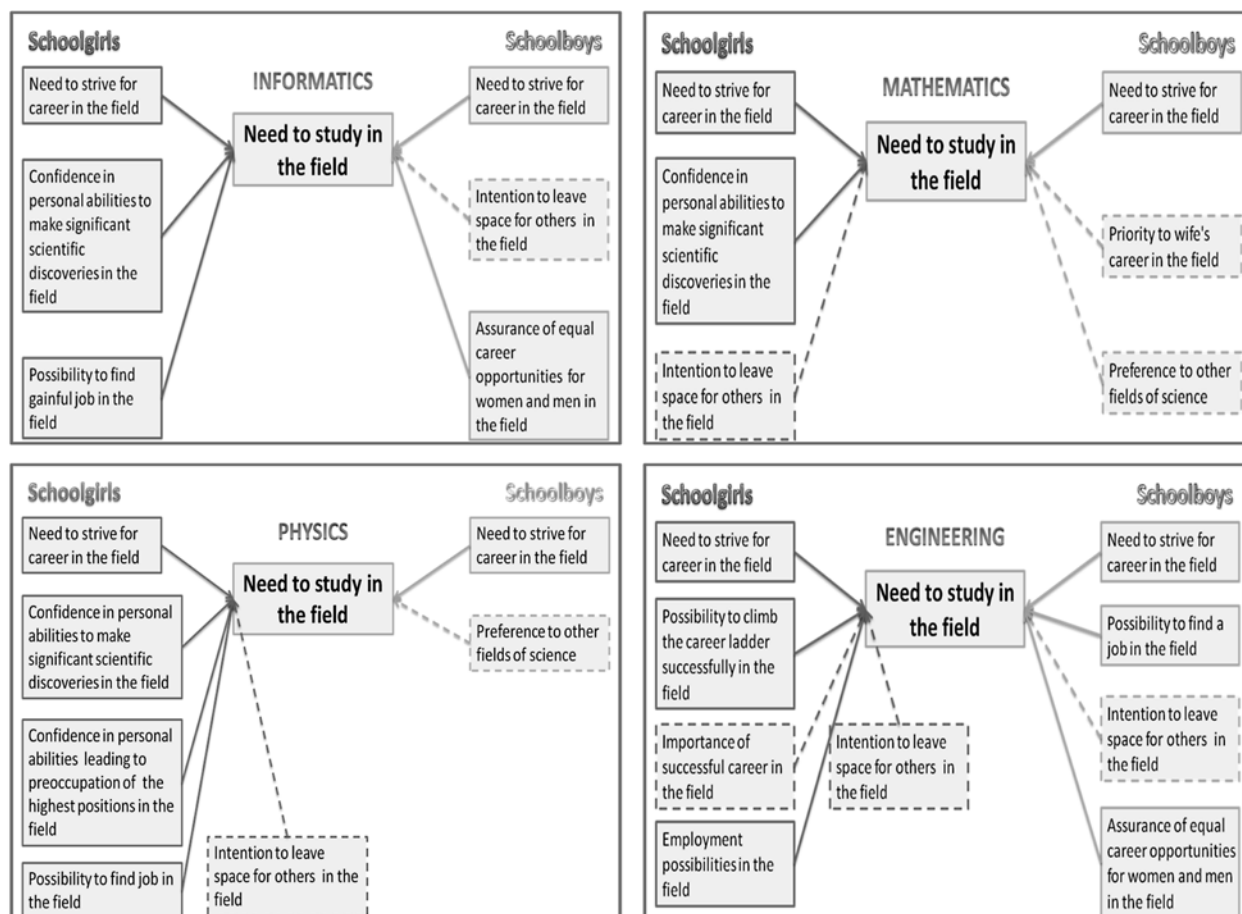 Schoolgirls
Schoolboys
INFORMATICS
Need to strive for
career in the field
Confidence in
personal abilities to
make significant
scientific
discoveries in the
field
Possibility to find
gainful job in the
field
Need to study in
the field
Need to strive for
career in the field
Intention to leave
space for others in
the field
Assurance of equal
career
opportunities for
women and men in
the field
Schoolgirls
Schoolboys
MATHEMATICS
Need to strive for
career in the field
Confidence in
personal abilities to
make significant
scientific
discoveries in the
field
Intention to leave
space for others in
the field
Need to study in
the field
Need to strive for
career in the field
Priority to wife's
career in the field
Preference to other
fields of science
Schoolgirls
Schoolboys
PHYSICS
Need to strive for
career in the field
Confidence in personal
abilities to make
significant scientific
discoveries in the field
Confidence in personal
abilities leading to
preoccupation of the
highest positions in the
field
Possibility to find job in
the field
Need to study in
the field
Intention to leave
space for others in the
field
Need to strive for
career in the field
Preference to other
fields of science
Schoolgirls
Schoolboys
ENGINEERING
Need to strive for
career in the field
Possibility to climb
the career ladder
successfully in the
field
Importance of
successful career in
the field
Employment
possibilities in the
field
Need to study in
the field
Intention to leave
space for others in
the field
Need to strive for
career in the field
Possibility to find a
job in the field
Intention to leave
space for others in
the field
Assurance of equal
career opportunities
for women and men
in the field